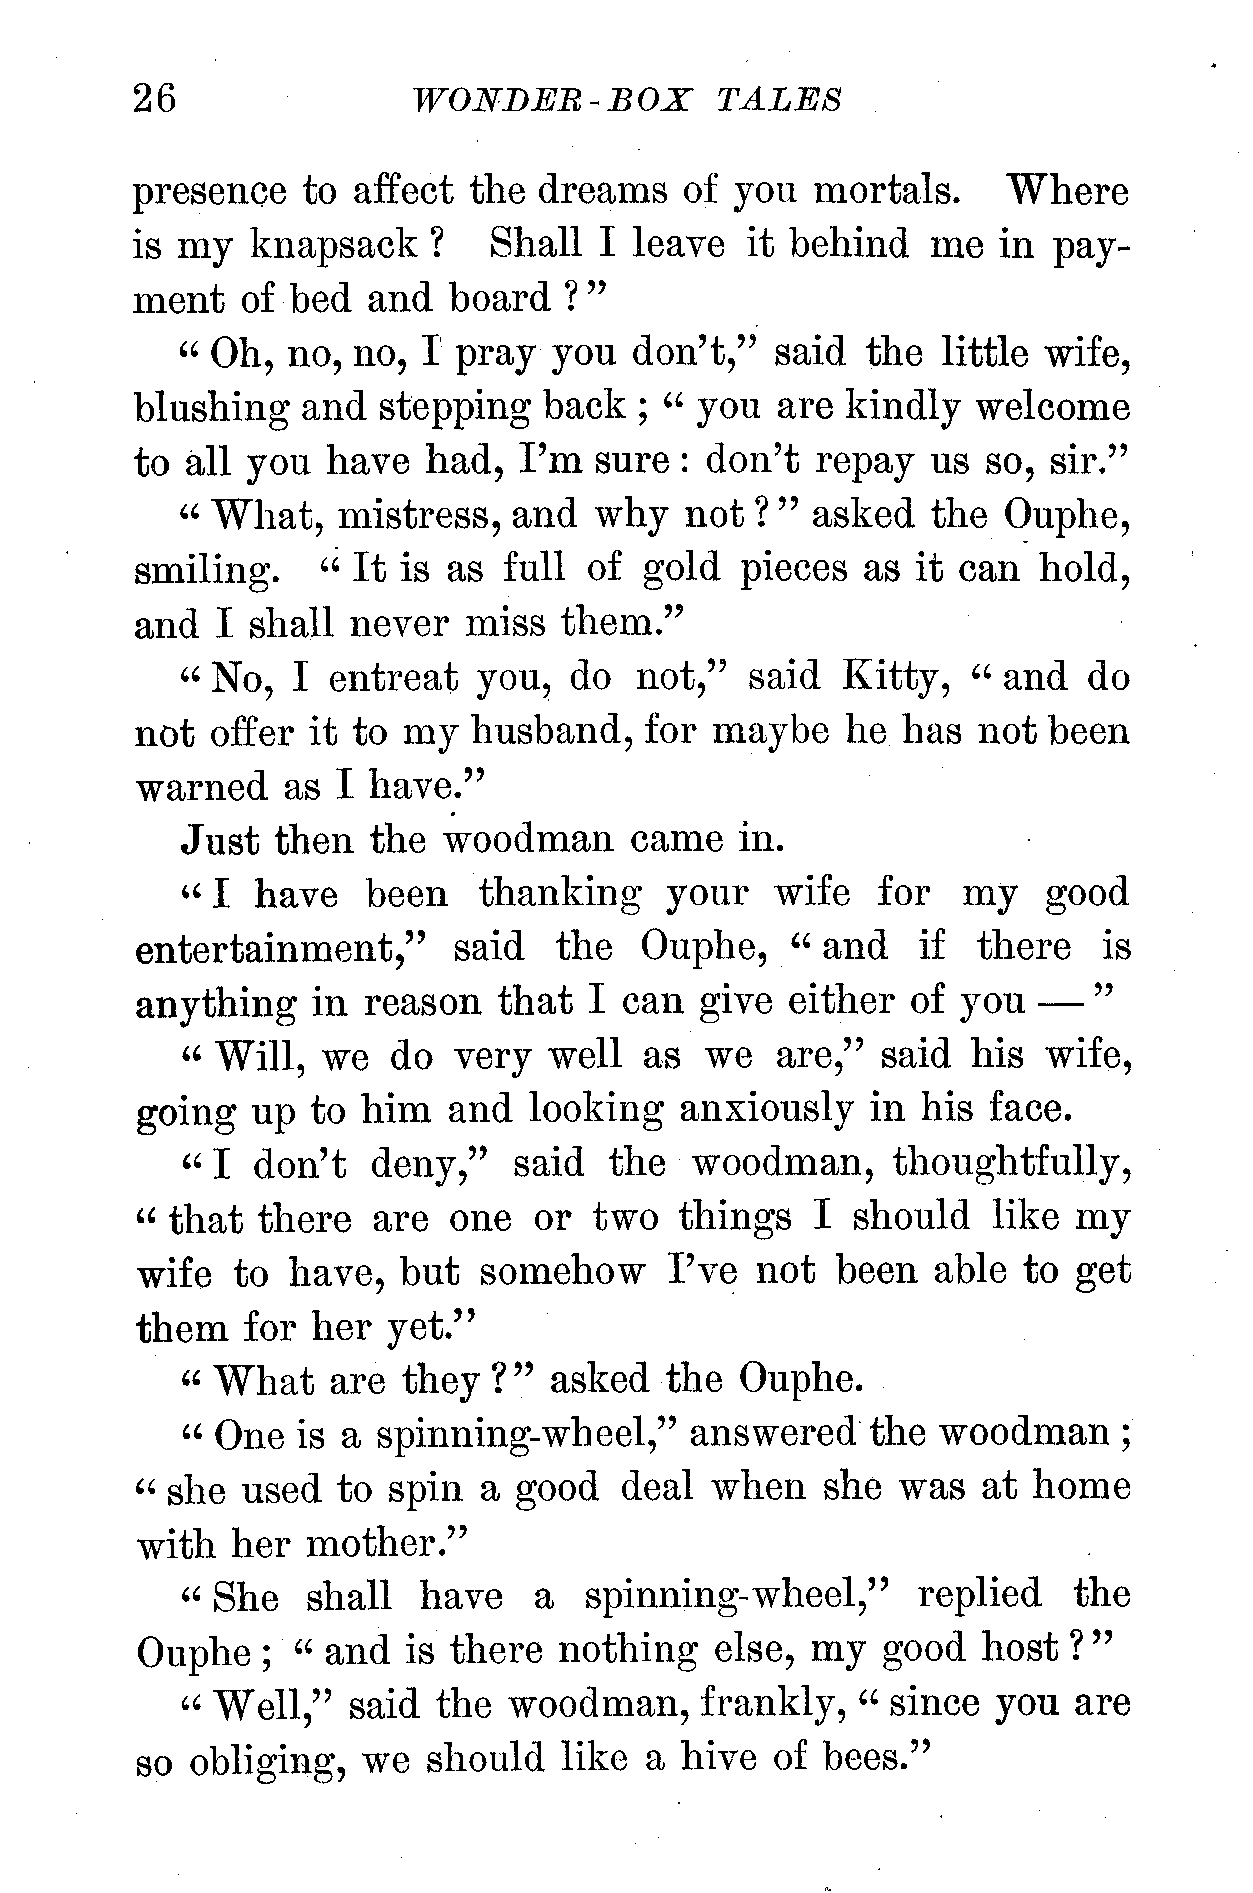 26 WONDER-BOX TALES
presence to affect the dreams of you mortals. Where
is my knapsack? Shall I leave it behind me in pay-
ment of bed and board?”
“Oh, no, no, I pray you don’t,” said the little wife,
blushing and stepping back; “you are kindly welcome
to all you have had, I’m sure: don’t repay us so, sir.”
“What, mistress, and why not?” asked the Ouphe,
smiling. “It is as full of gold pieces as it can hold,
and I shall never miss them.”
“No, I entreat you, do not,” said Kitty, “and do
not offer it to my husband, for maybe he has not been
warned as I have.”
Just then the woodman came in.
“I have been thanking your wife for my good
entertainment,” said the Ouphe, “and if there is
anything in reason that I can give either of you—”
“Will, we do very well as we are,” said his wife,
going up to him and looking anxiously in his face.
“I don’t deny,” said the woodman, thoughtfully,
“that there are one or two things I should like my
wife to have, but somehow I’ve not been able to get
them for her yet.”
“What are they?” asked the Ouphe.
“One is a spinning-wheel,” answered the woodman;
“she used to spin a good deal when she was at home
with her mother.”
“She shall have a spinning-wheel,” replied the
Ouphe; “and is there nothing else, my good host?”
“Well,” said the woodman, frankly, “since you are
so obliging, we should like a hive of bees.”